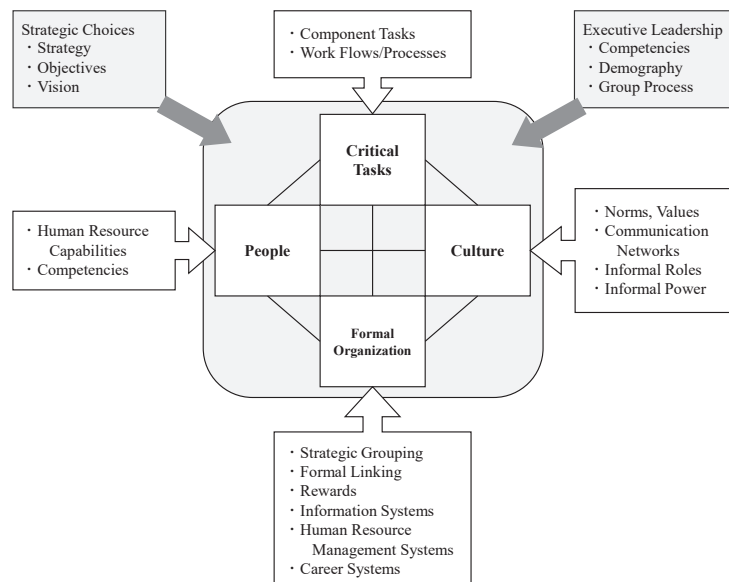 Strategic Choices
・Strategy
・Objectives
・Vision
・Component Tasks
・Work Flows/Processes
Executive Leadership
・Competencies
・Demography
・Group Process
Critical
Tasks
・Human Resource
Capabilities
・Competencies
People
Culture
・Norms, Values
・Communication
Networks
・Informal Roles
・Informal Power
Formal
Organization
・Strategic Grouping
・Formal Linking
・Rewards
・Information Systems
・Human Resource
Management Systems
・Career Systems